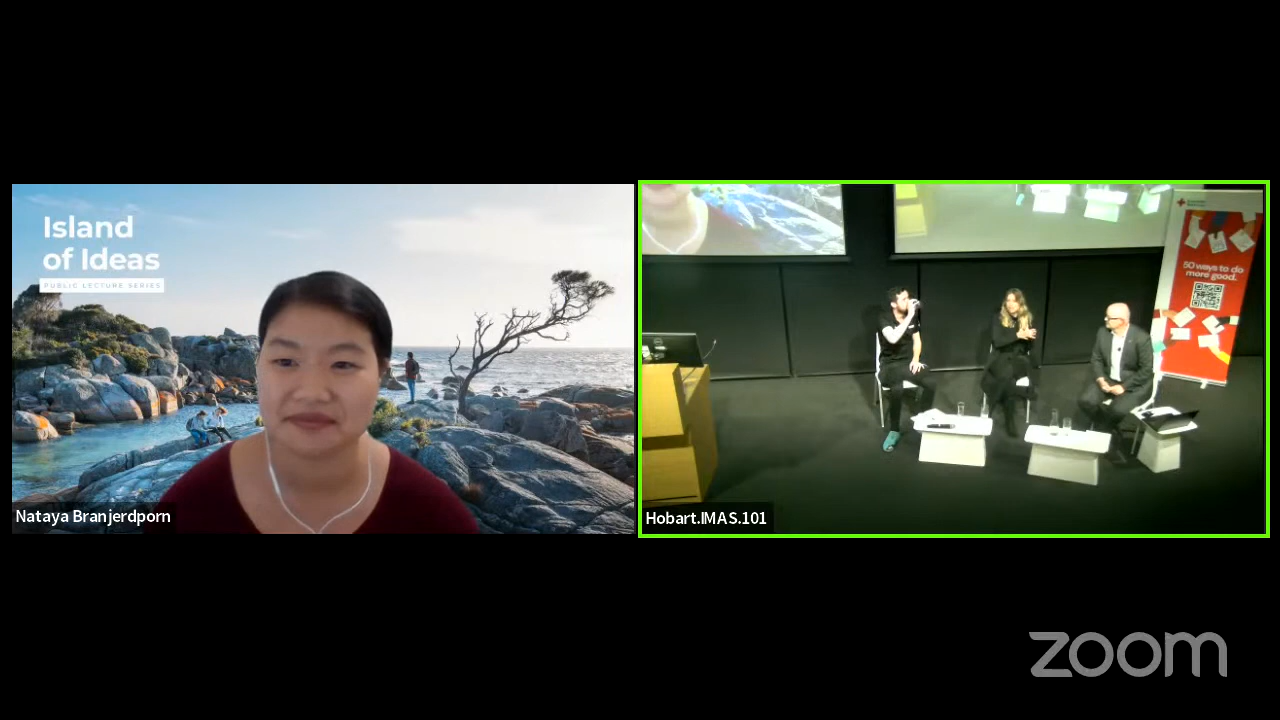 Island
of Ideas
PUBLIC LECTURE SERIES
Nataya Branjerdporn
50 ways to do
more good.
Hobart.IMAS.101
zoom